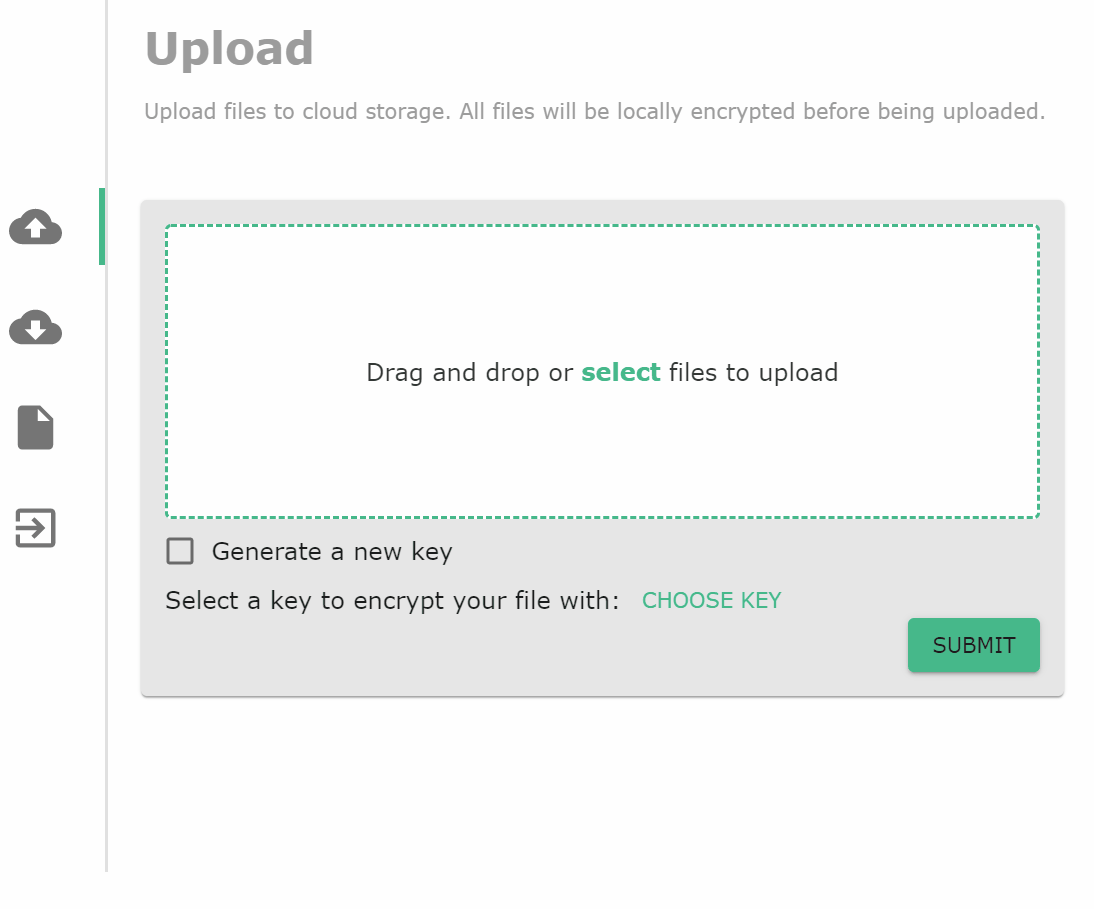 Upload
Upload files to cloud storage. All files will be locally encrypted before being uploaded.
Drag and drop or select files to upload
Generate a new key
Select a key to encrypt your file with: CHOOSE KEY
SUBMIT